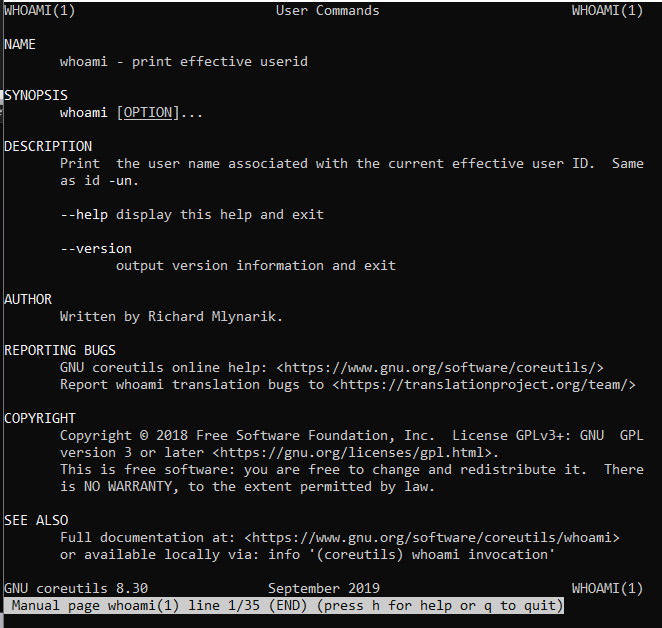 WHOAMI(1) User Commands WHOAMI(1)
NAME
whoami - print effective userid
SYNOPSIS
whoami [OPTION]...
DESCRIPTION
Print the user name associated with the current effective user ID. Same
as id -un.
--help display this help and exit
--version
output version information and exit
AUTHOR
Written by Richard Mlynarik.
REPORTING BUGS
GNU coreutils online help: <https://www.gnu.org/software/coreutils/>
Report whoami translation bugs to <https://translationproject.org/team/>
COPYRIGHT
Copyright © 2018 Free Software Foundation, Inc. License GPLv3+: GNU GPL
version 3 or later <https://gnu.org/licenses/gpl.html>.
This is free software: you are free to change and redistribute it. There
is NO WARRANTY, to the extent permitted by law.
SEE ALSO
Full documentation at: <https://www.gnu.org/software/coreutils/whoami>
or available locally via: info '(coreutils) whoami invocation'
GNU coreutils 8.30 September 2019 WHOAMI(1)
Manual page whoami(1) line 1/35 (END) (press h for help or q to quit)